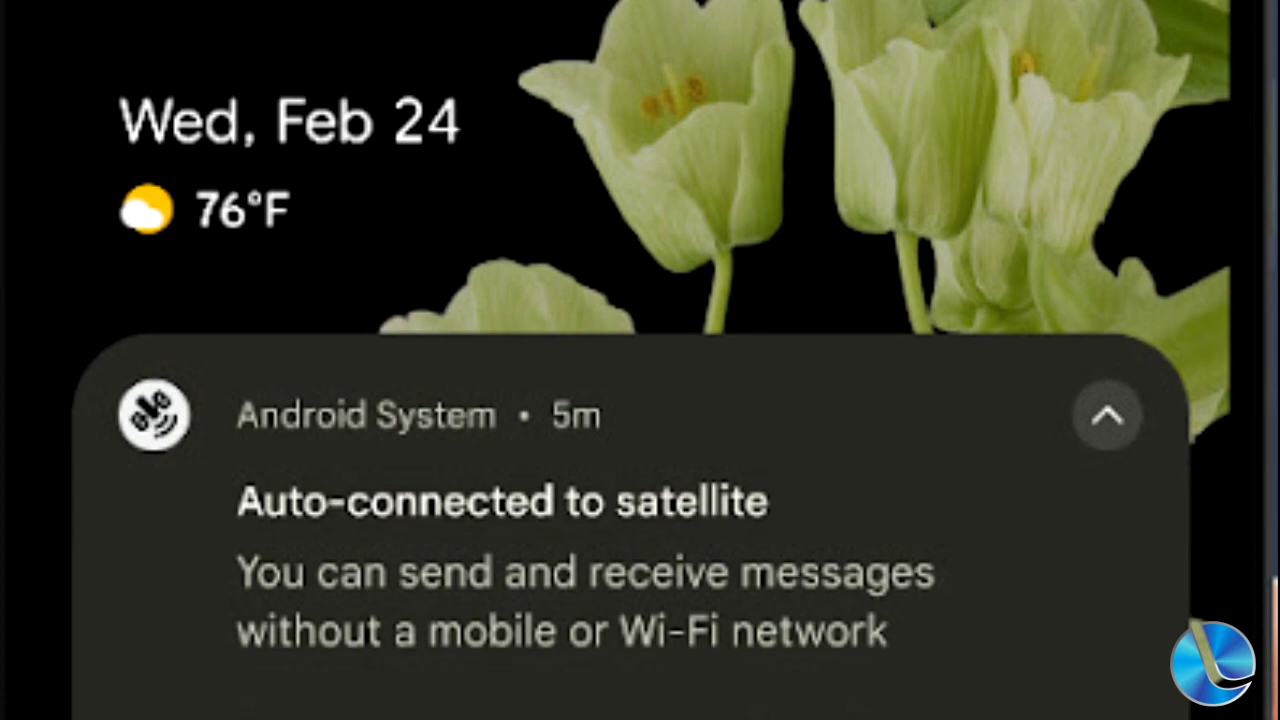 Wed, Feb 24
76°F
Android System • 5m
Auto-connected to satellite
You can send and receive messages
without a mobile or Wi-Fi network